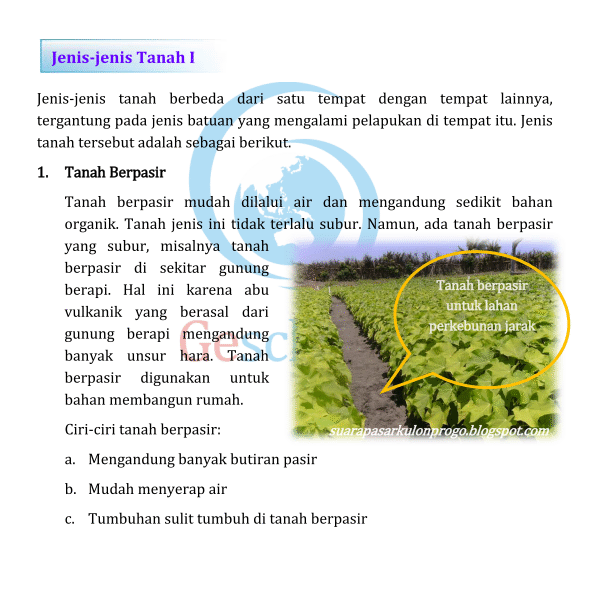 Jenis-jenis Tanah I
Jenis-jenis tanah berbeda dari satu tempat dengan tempat lainnya,
tergantung pada jenis batuan yang mengalami pelapukan di tempat itu. Jenis
tanah tersebut adalah sebagai berikut.
1. Tanah Berpasir
Tanah berpasir mudah dilalui air dan mengandung sedikit bahan
organik. Tanah jenis ini tidak terlalu subur. Namun, ada tanah berpasir
yang subur, misalnya tanah
berpasir di sekitar gunung
berapi. Hal ini karena abu
vulkanik yang berasal dari
gunung berapi mengandung
banyak unsur hara. Tanah
berpasir digunakan untuk
bahan membangun rumah.
Tanah berpasir
untuk lahan
perkebunan jarak
suarapasarkulonprogo.blogspot.com
Ciri-ciri tanah berpasir:
a. Mengandung banyak butiran pasir
b. Mudah menyerap air
c. Tumbuhan sulit tumbuh di tanah berpasir